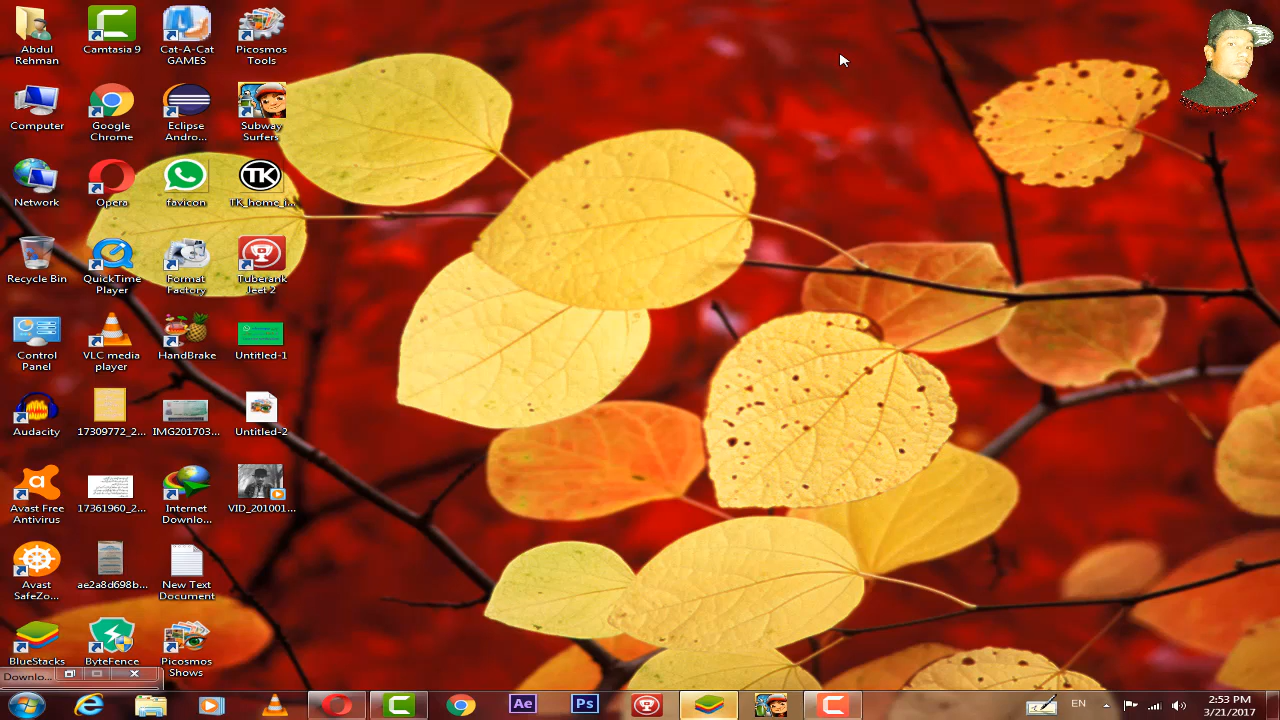 Abdul
Rehman
Camtasia 9
Cat-A-Cat
GAMES
Picosmos
Tools
Computer
Google
Chrome
Eclipse
Andro...
Subway
Surfers
Network
Opera
favicon
TK
TK_home_i...
Recycle Bin
QuickTime
Player
Format
Factory
Tuberank
Jeet 2
Control
Panel
VLC media
player
HandBrake
Untitled-1
Audacity
17309772_2...
IMG201703...
Untitled-2
Avast Free
Antivirus
17361960_2...
Internet
Downlo...
VID_201001...
Avast
SafeZo...
ae2a8d698b...
New Text
Document
BlueStacks
ByteFence
Picosmos
Shows
Downlo...
Ae
Ps
EN
2:53 PM
3/21/2017